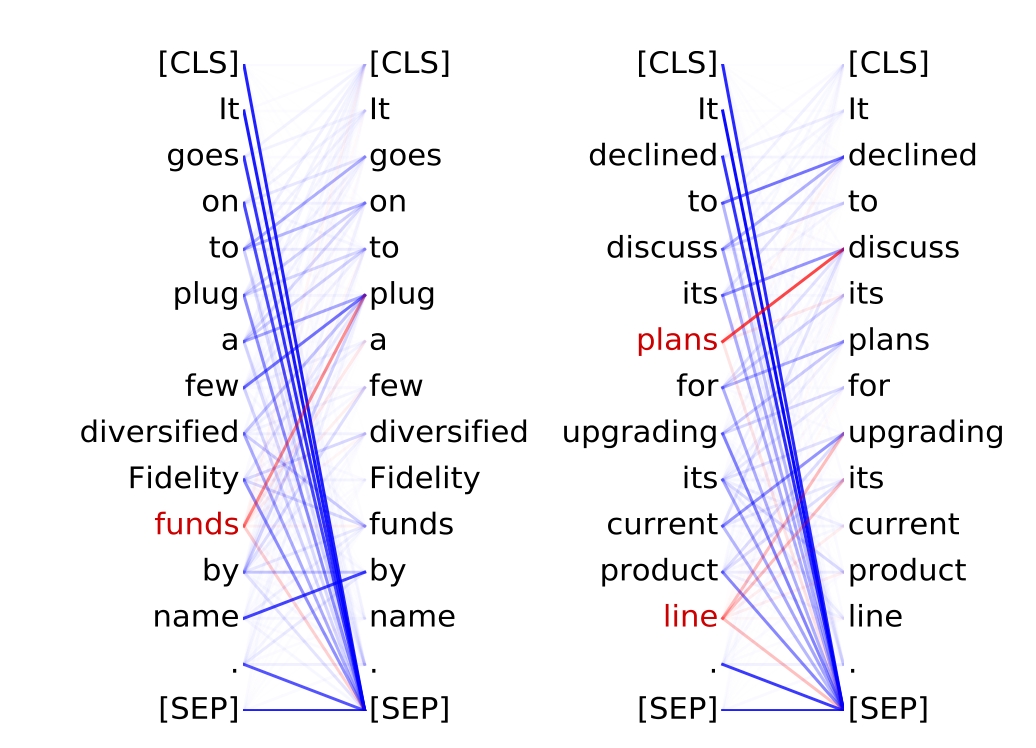 [CLS] [CLS] [CLS] [CLS]
It It It It
goes goes declined declined
on on to to
to to discuss discuss
plug plug its its
a a plans plans
few few for for
diversified diversified upgrading upgrading
Fidelity Fidelity its its
funds funds current current
by by product product
name name line line
. . . .
[SEP] [SEP] [SEP] [SEP]